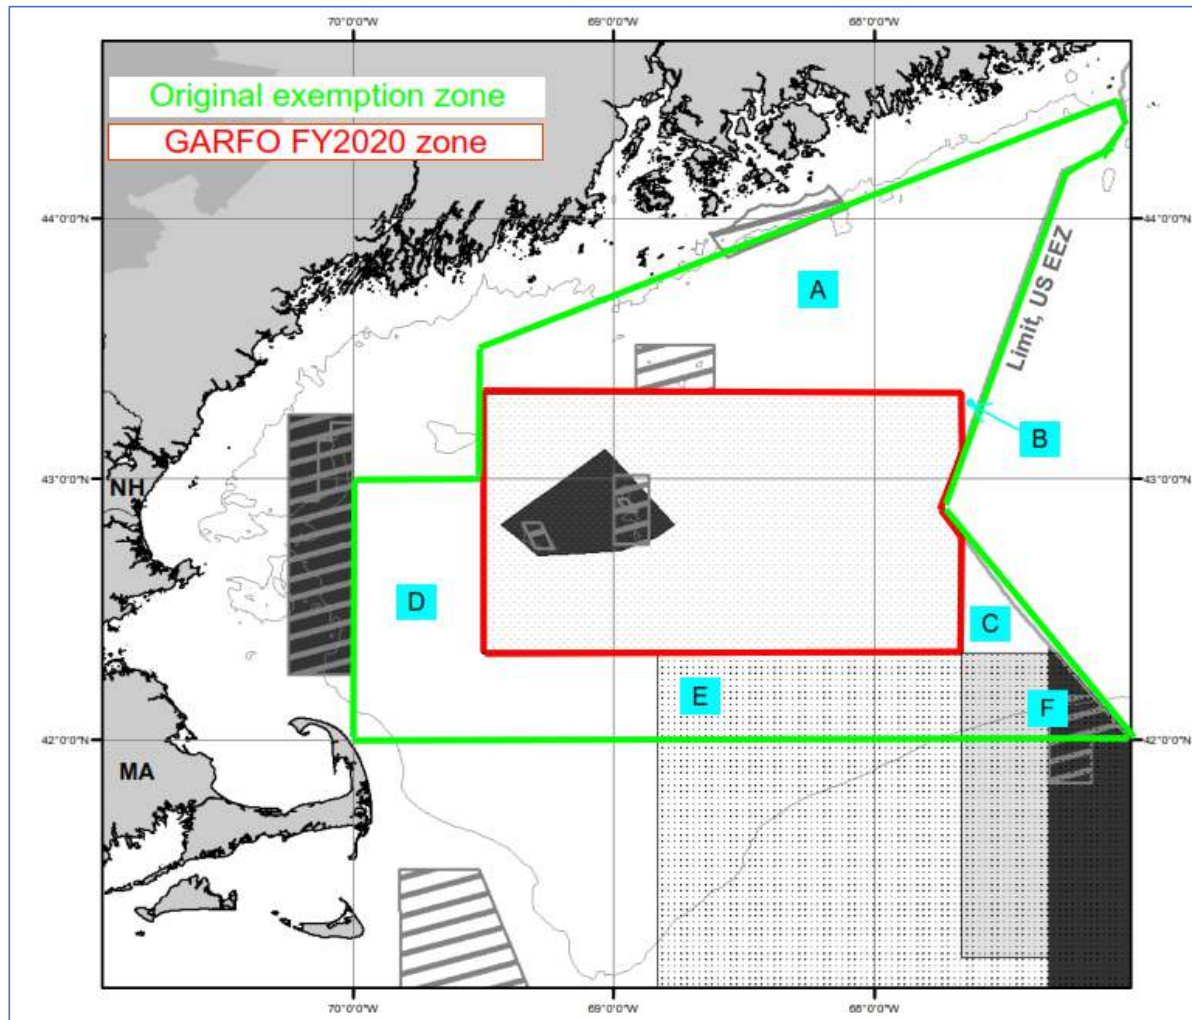 70°0'0"W 69°0'0"W 68°0'0"W
Original exemption zone
GARFO FY2020 zone
44°0'0"N 44°0'0"N
Limit, US EEZ
A
B
43°0'0"N 43°0'0"N
NH
D
C
E
F
42°0'0"N 42°0'0"N
MA
70°0'0"W 69°0'0"W 68°0'0"W